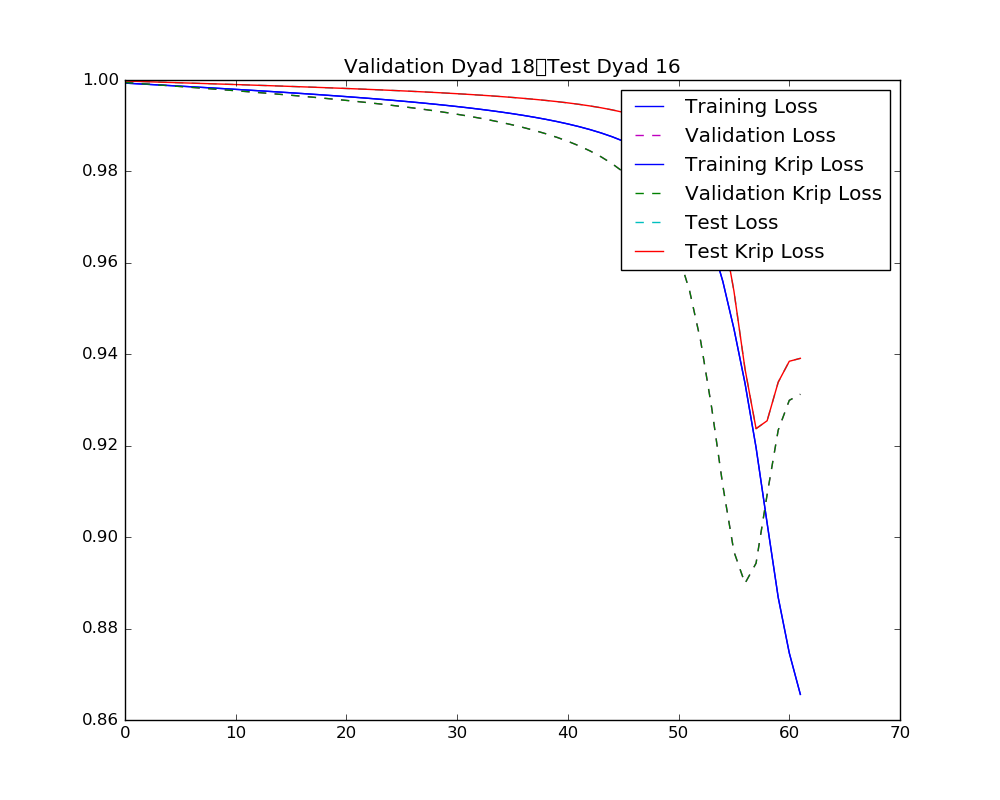 Validation Dyad 18▯Test Dyad 16
1.00
0.98
0.96
0.94
0.92
0.90
0.88
0.86
0 10 20 30 40 50 60 70
Training Loss
Validation Loss
Training Krip Loss
Validation Krip Loss
Test Loss
Test Krip Loss